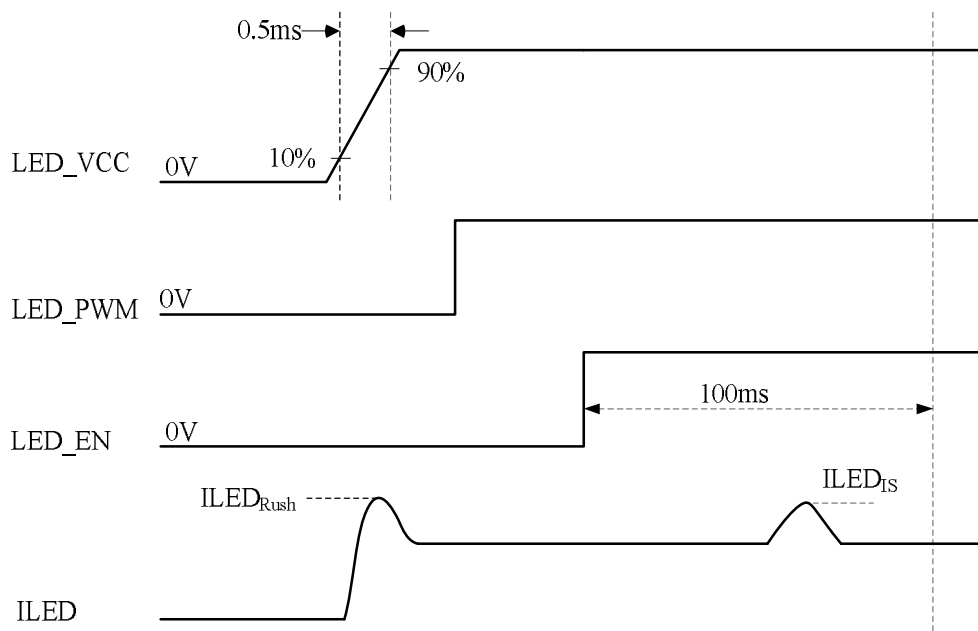 0.5ms
90%
10%
LED_VCC
0V
LED_PWM
0V
LED_EN
0V
100ms
ILEDRush
ILEDIS
ILED